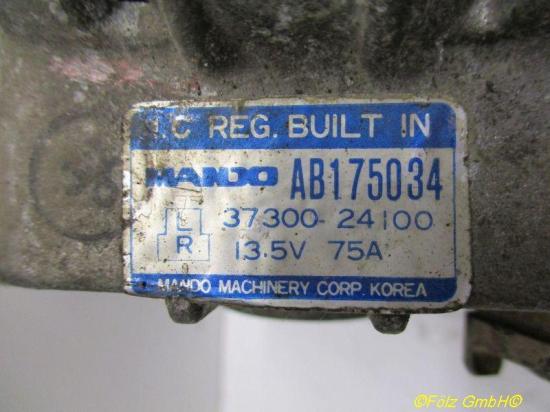 I.C REG. BUILT IN
MANDO AB175034
L 37300-24100
R 13.5V 75A
MANDO MACHINERY CORP. KOREA
©Fölz GmbH©